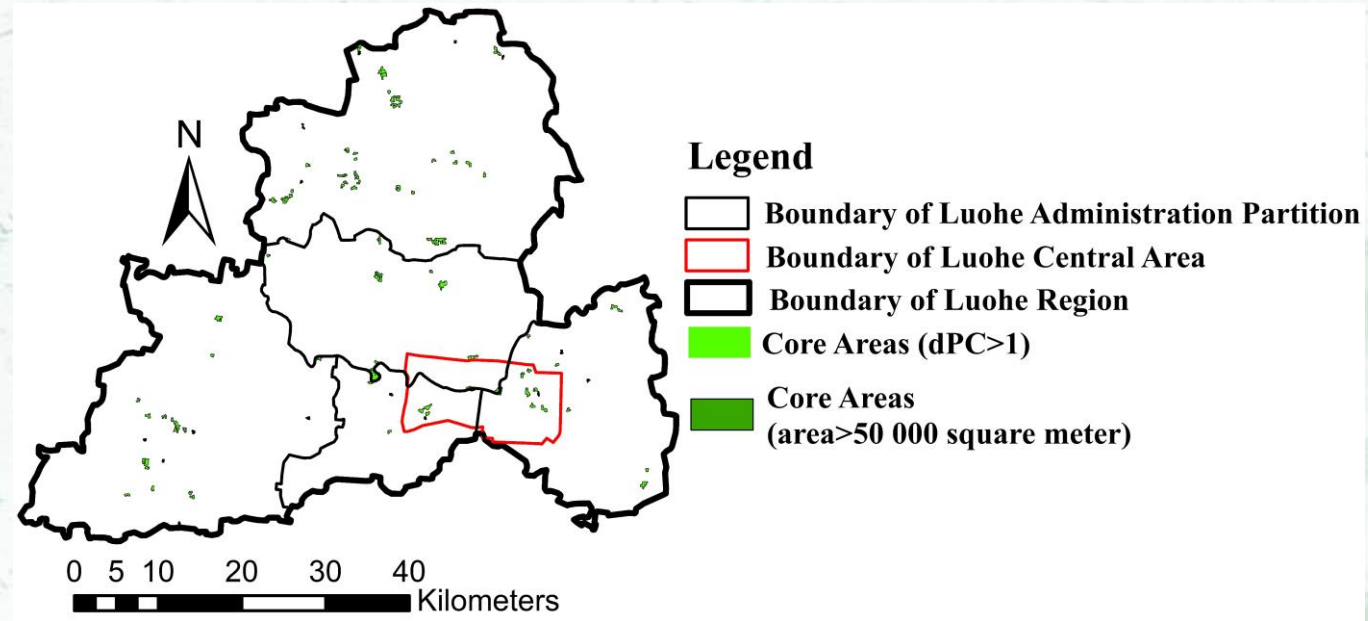 N
Legend
Boundary of Luohe Administration Partition
Boundary of Luohe Central Area
Boundary of Luohe Region
Core Areas (dPC>1)
Core Areas
(area>50 000 square meter)
0 5 10 20 30 40
Kilometers